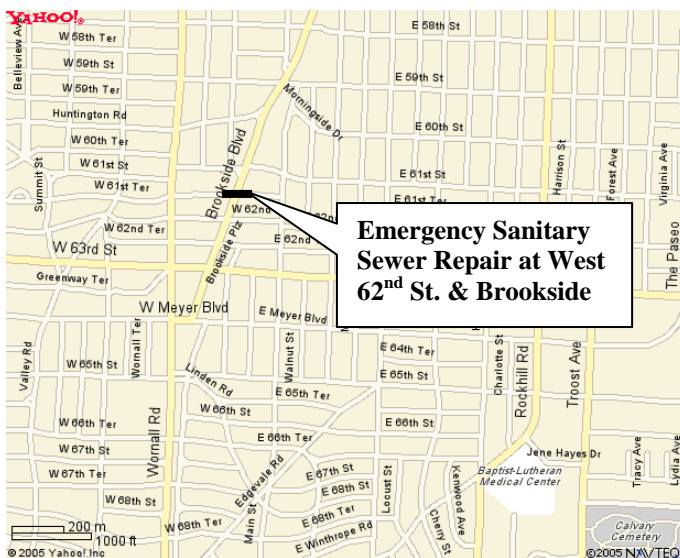 YAHOO!
Belleview Ave
W 58th Ter
E 58th St
W 59th St
E 59th St
W 59th Ter
Morningside Dr
Huntington Rd
E 60th St
W 60th Ter
Brookside Blvd
Harrison St
Forest Ave
Virginia Ave
W 61st St
E 61st St
Summit St
W 61st Ter
E 61st Ter
W 62nd
W 62nd Ter
E 62nd
W 63rd St
Brookside Plz
The Paseo
Emergency Sanitary
Sewer Repair at West
62nd St. & Brookside
Greenway Ter
W Meyer Blvd
E Meyer Blvd
Valley Rd
Wornall Ter
Walnut St
E 64th Ter
Charlotte St
Rockhill Rd
Troost Ave
W 65th St
E 65th St
Linden Rd
E 65th Ter
W 66th St
W 66th Ter
E 66th Ter
E 66th St
Wornall Rd
W 67th St
Jene Hayes Dr
W 67th Ter
Edgevale Rd
E 67th St
Locust St
Kenwood Ave
Baptist-Lutheran
Medical Center
Tracy Ave
Lydia Ave
W 68th St
E 68th St
Main St
E 68th Ter
Cherry St
W 68th Ter
E Winthrope Rd
Calvary
Cemetery
200 m
1000 ft
©2005 Yahoo! Inc
©2005 NAVTEQ